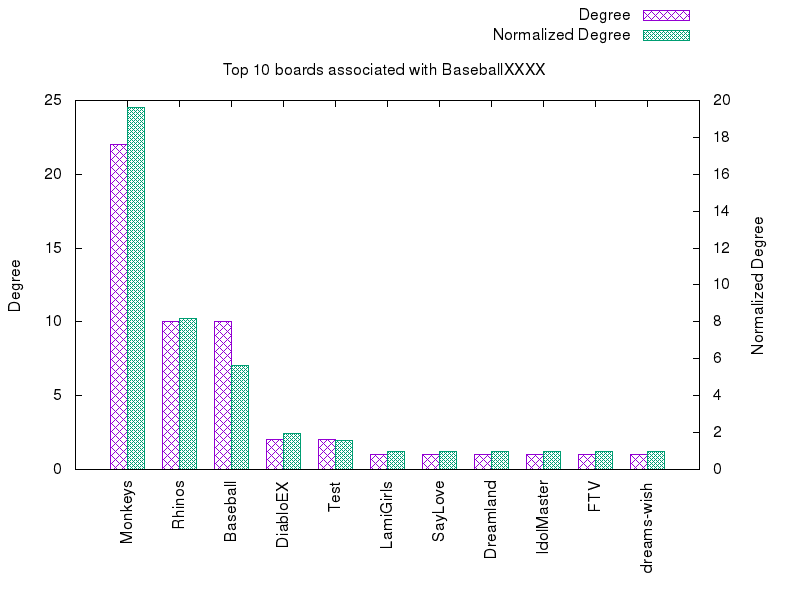 Degree
Normalized Degree
Top 10 boards associated with BaseballXXXX
25
20
15
10
5
0
20
18
16
14
12
10
8
6
4
2
0
Degree
Normalized Degree
Monkeys
Rhinos
Baseball
DiabloEX
Test
LamiGirls
SayLove
Dreamland
IdolMaster
FTV
dreams-wish